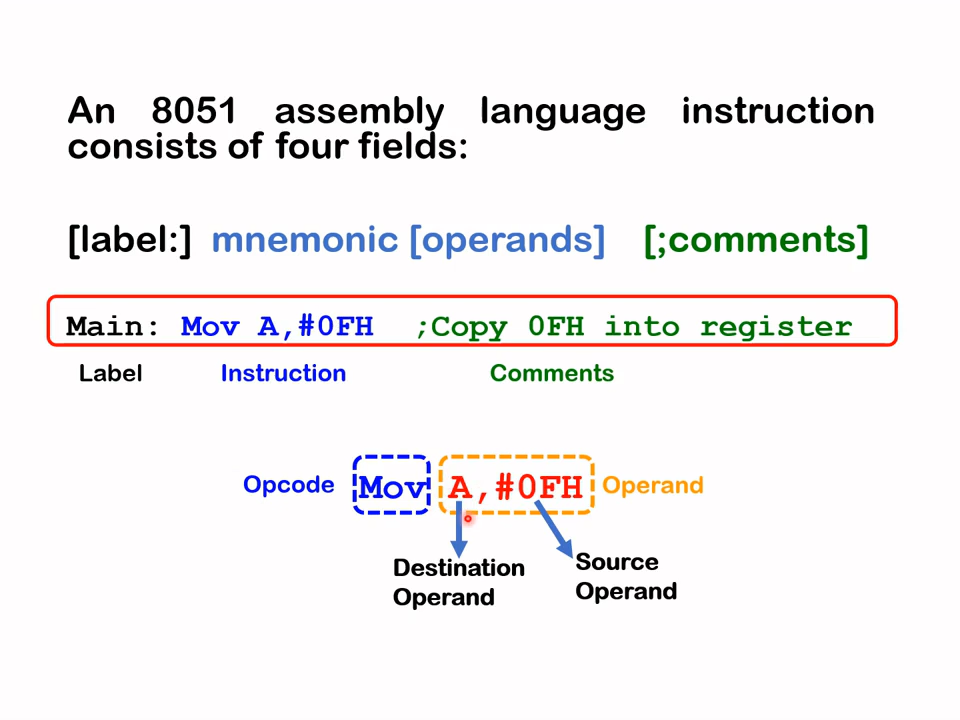 An 8051 assembly language instruction
consists of four fields:
[label:] mnemonic [operands] [;comments]
Main: Mov A,#0FH ;Copy 0FH into register
Label Instruction Comments
Opcode Mov A,#0FH Operand
Destination
Operand
Source
Operand